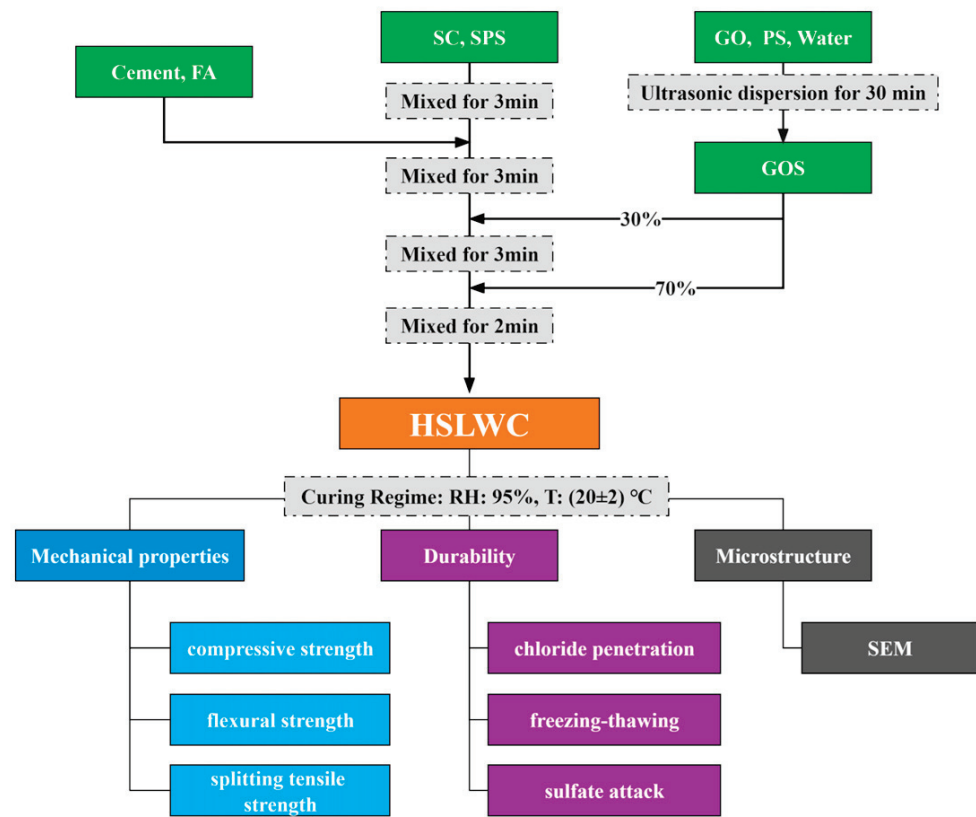 SC, SPS
GO, PS, Water
Cement, FA
Mixed for 3min
Ultrasonic dispersion for 30 min
Mixed for 3min
GOS
30%
Mixed for 3min
70%
Mixed for 2min
HSLWC
Curing Regime: RH: 95%, T: (20±2) °C
Mechanical properties
Durability
Microstructure
compressive strength
chloride penetration
SEM
flexural strength
freezing-thawing
splitting tensile
strength
sulfate attack